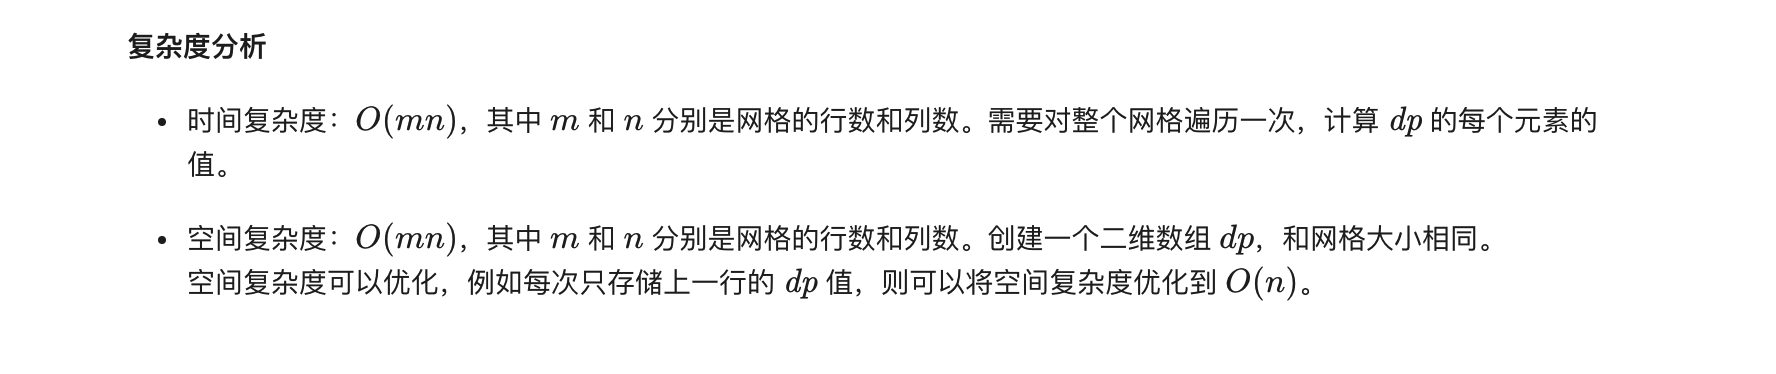 复杂度分析
• 时间复杂度：O(mn)，其中 m 和 n 分别是网格的行数和列数。需要对整个网格遍历一次，计算 dp 的每个元素的
值。
• 空间复杂度：O(mn)，其中 m 和 n 分别是网格的行数和列数。创建一个二维数组 dp，和网格大小相同。
空间复杂度可以优化，例如每次只存储上一行的 dp 值，则可以将空间复杂度优化到 O(n)。